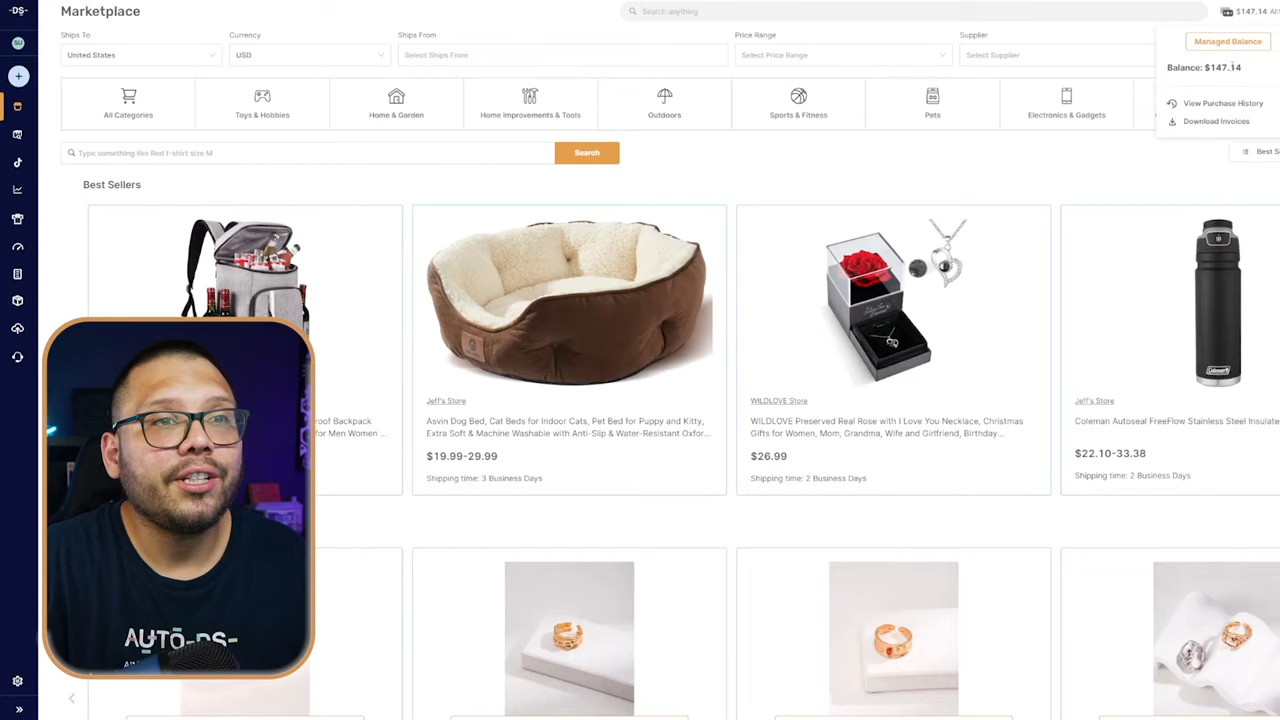 -DS-
Marketplace
Search anything
$147.14
SU
Ships To
Currency
Ships From
Price Range
Supplier
United States
USD
Select Ships From
Select Price Range
Select Supplier
Managed Balance
Balance: $147.14
View Purchase History
Download Invoices
All Categories
Toys & Hobbies
Home & Garden
Home Improvements & Tools
Outdoors
Sports & Fitness
Pets
Electronics & Gadgets
Type something like Red t-shirt size M
Search
Best S
Best Sellers
Jeff's Store
WILDLOVE Store
Jeff's Store
roof Backpack
for Men Women ...
Asvin Dog Bed, Cat Beds for Indoor Cats, Pet Bed for Puppy and Kitty,
Extra Soft & Machine Washable with Anti-Slip & Water-Resistant Oxfor...
WILDLOVE Preserved Real Rose with I Love You Necklace, Christmas
Gifts for Women, Mom, Grandma, Wife and Girlfriend, Birthday...
Coleman Autoseal FreeFlow Stainless Steel Insulate
$19.99-29.99
$26.99
$22.10-33.38
Shipping time: 3 Business Days
Shipping time: 2 Business Days
Shipping time: 2 Business Days
Coleman
AUTO-DS-